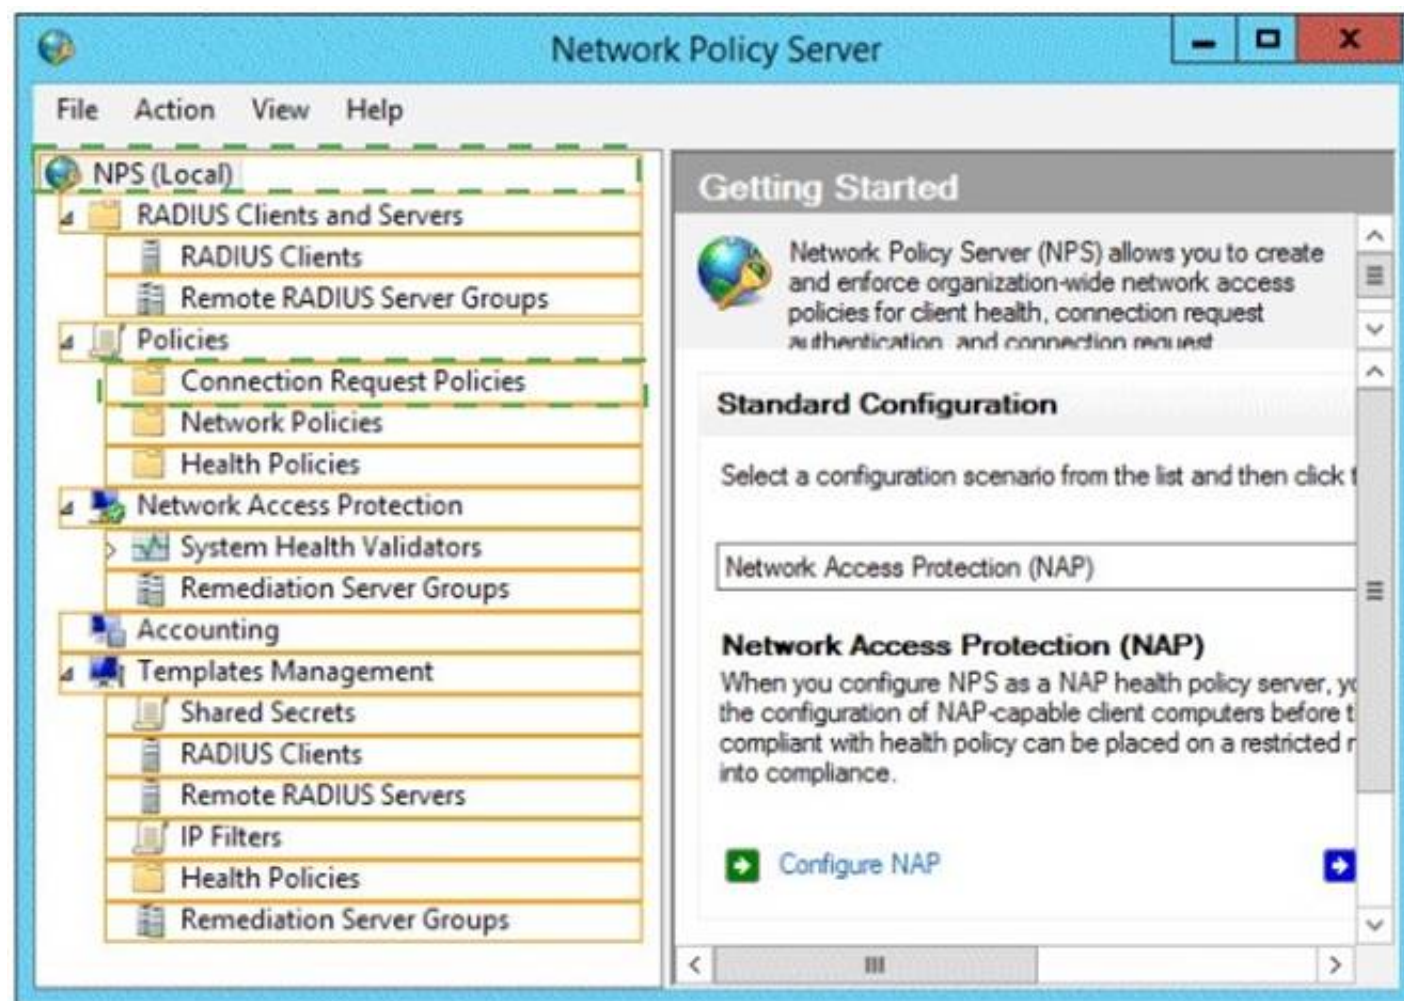 Network Policy Server
File Action View Help
NPS (Local)
RADIUS Clients and Servers
RADIUS Clients
Remote RADIUS Server Groups
Policies
Connection Request Policies
Network Policies
Health Policies
Network Access Protection
System Health Validators
Remediation Server Groups
Accounting
Templates Management
Shared Secrets
RADIUS Clients
Remote RADIUS Servers
IP Filters
Health Policies
Remediation Server Groups
Getting Started
Network Policy Server (NPS) allows you to create
and enforce organization-wide network access
policies for client health, connection request
authentication, and connection request
Standard Configuration
Select a configuration scenario from the list and then click
Network Access Protection (NAP)
Network Access Protection (NAP)
When you configure NPS as a NAP health policy server,
the configuration of NAP-capable client computers before
compliant with health policy can be placed on a restricted
into compliance.
Configure NAP